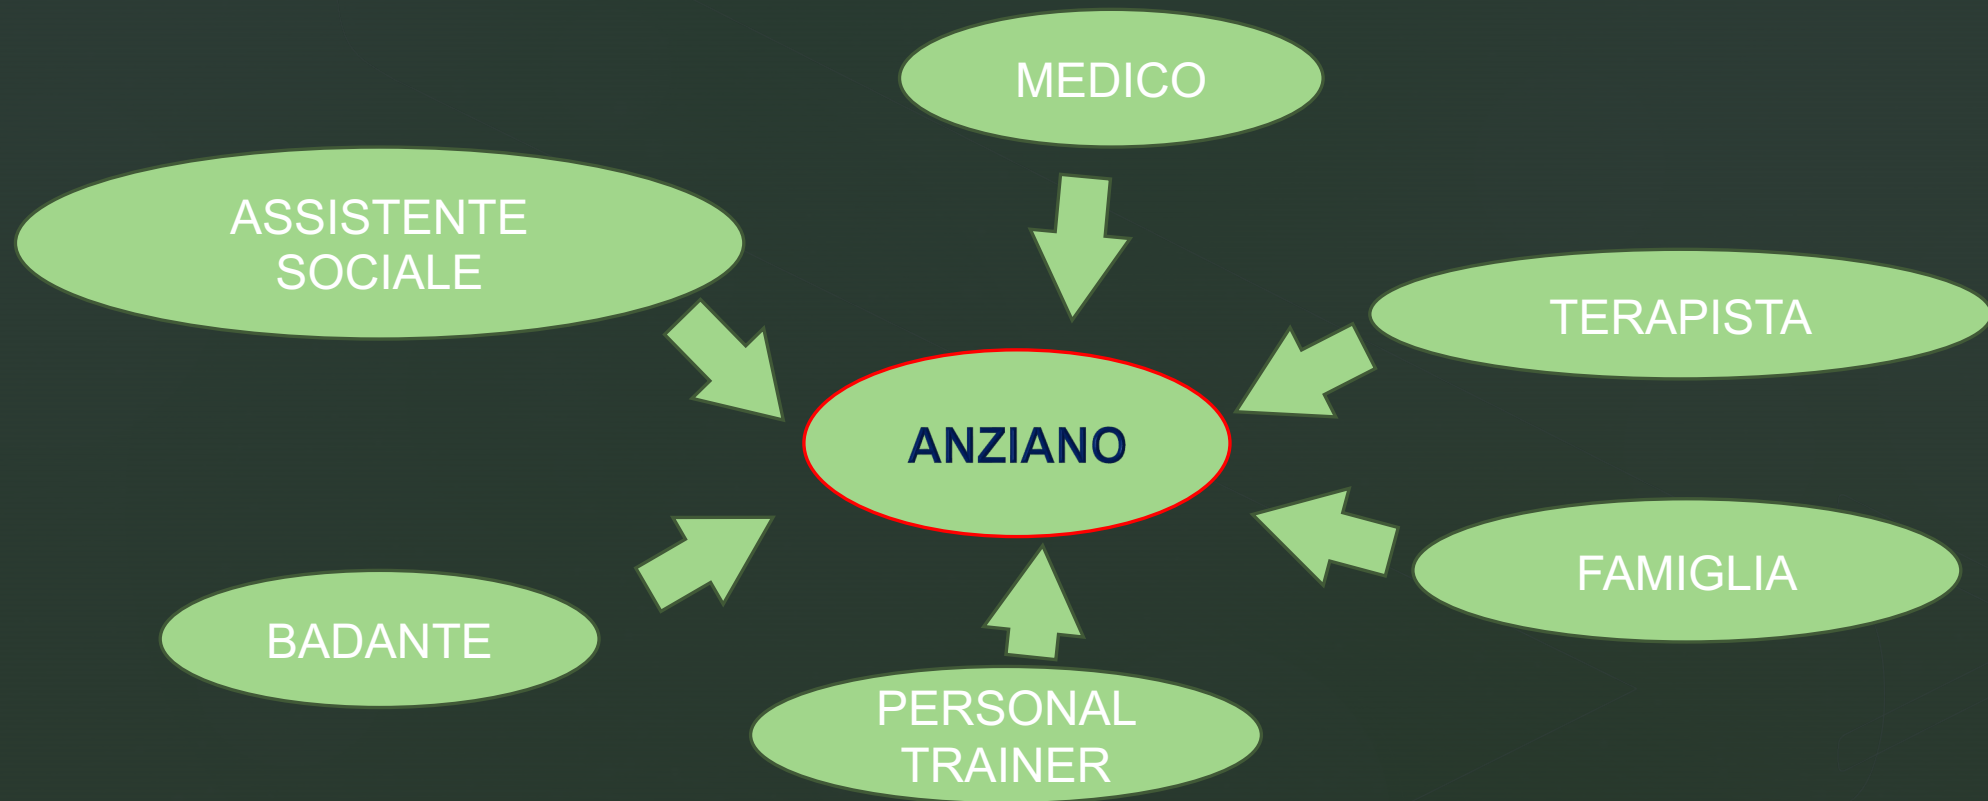 MEDICO
ASSISTENTE
SOCIALE
TERAPISTA
ANZIANO
FAMIGLIA
BADANTE
PERSONAL
TRAINER